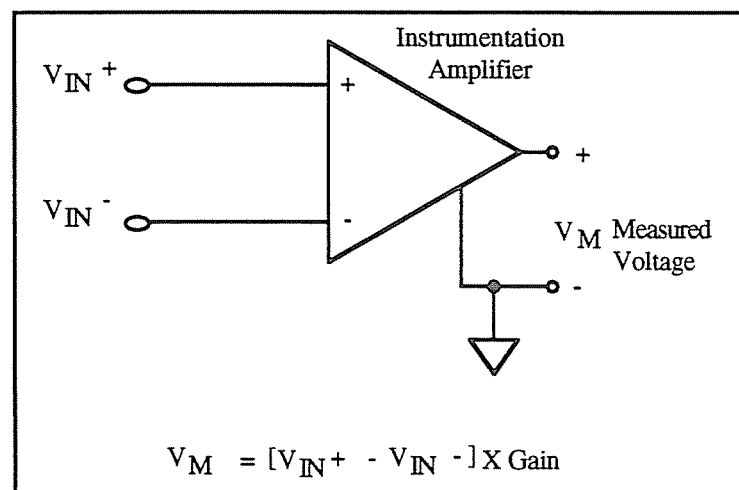 Instrumentation
Amplifier
VIN +
+
VIN -
-
+
VM Measured
Voltage
-
VM = [VIN+ - VIN -] X Gain